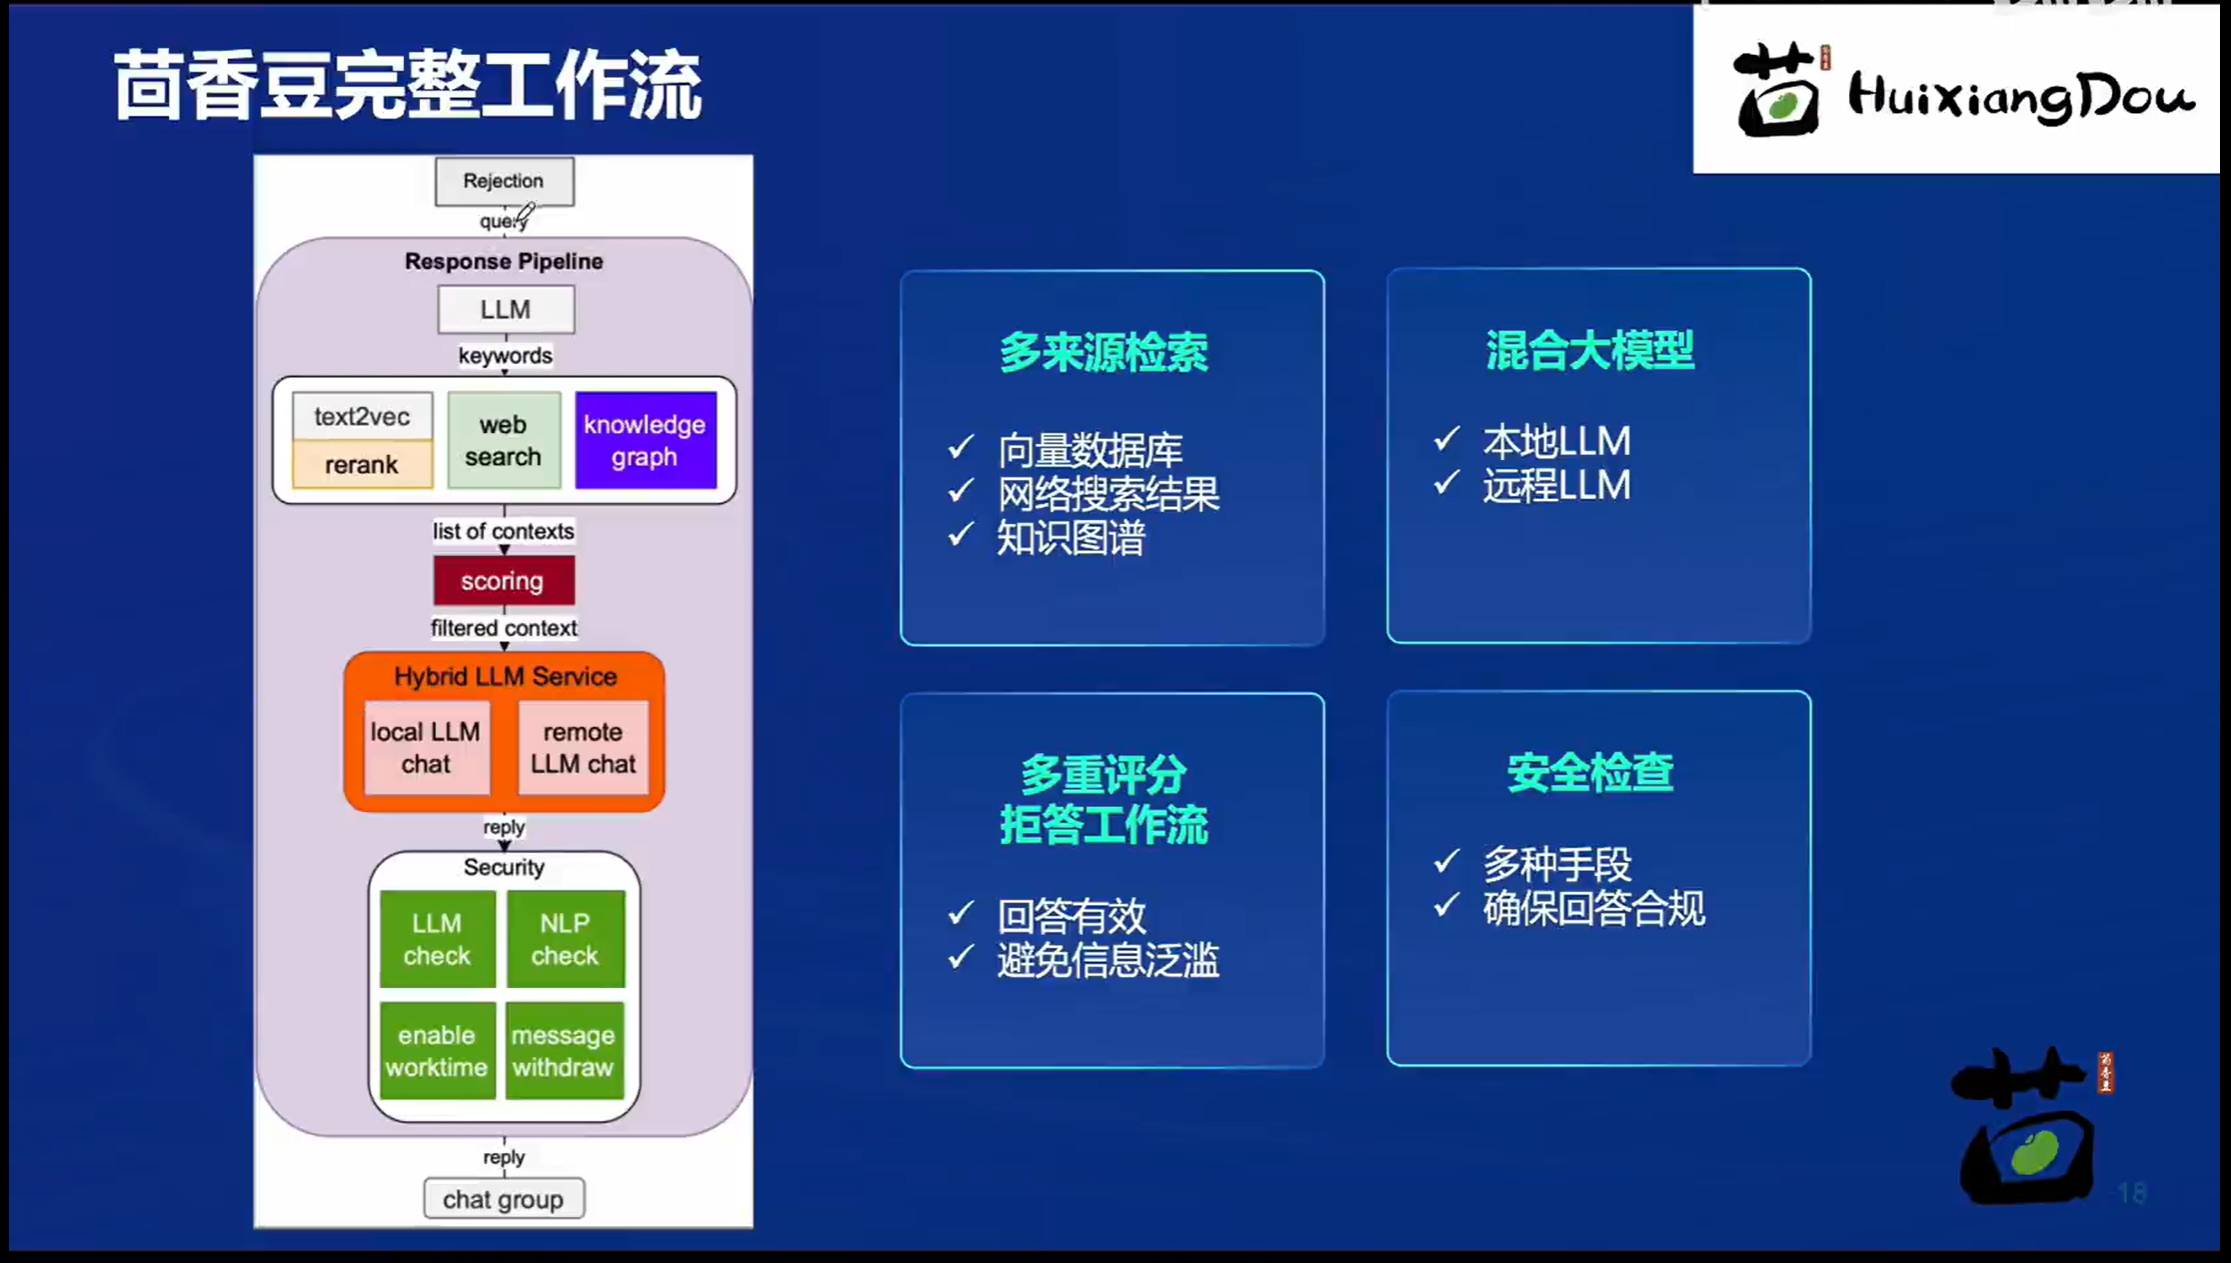 茴香豆完整工作流
茴
HuixiangDou
Rejection
query
Response Pipeline
LLM
keywords
text2vec
rerank
web
search
knowledge
graph
list of contexts
scoring
filtered context
Hybrid LLM Service
local LLM
chat
remote
LLM chat
reply
Security
LLM
check
NLP
check
enable
worktime
message
withdraw
reply
chat group
多来源检索
✓ 向量数据库
✓ 网络搜索结果
✓ 知识图谱
混合大模型
✓ 本地LLM
✓ 远程LLM
多重评分
拒答工作流
✓ 回答有效
✓ 避免信息泛滥
安全检查
✓ 多种手段
✓ 确保回答合规
茴香豆
18